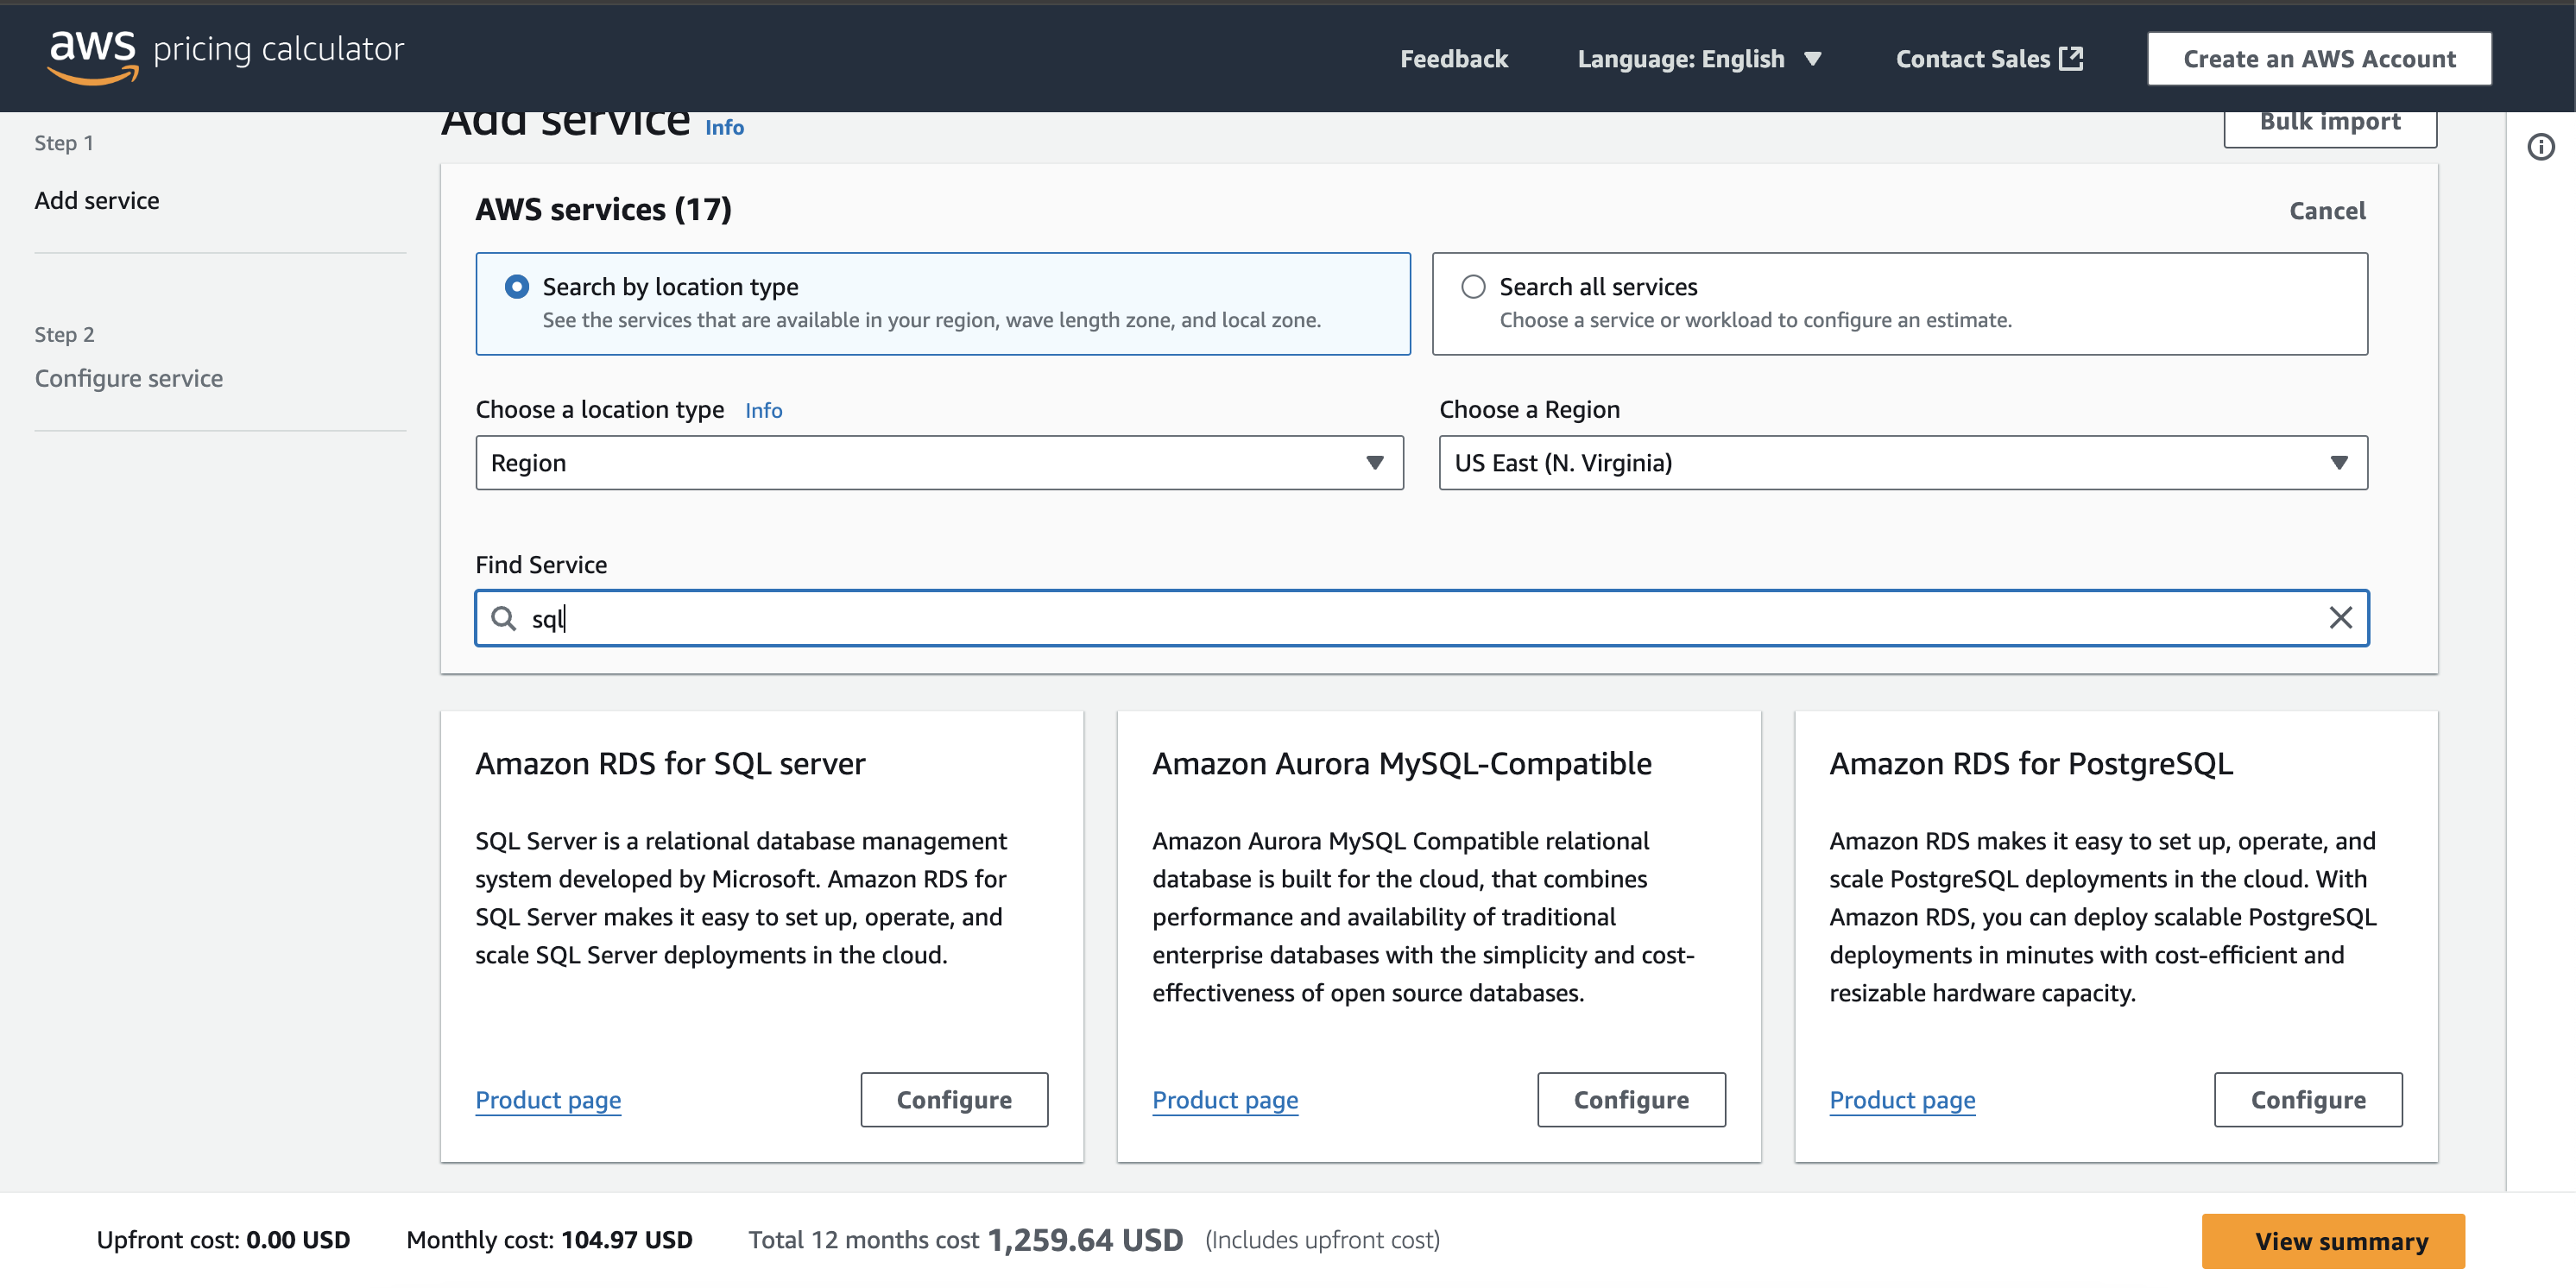 aws pricing calculator
Feedback
Language: English
Contact Sales
Create an AWS Account
Step 1
Add service
Step 2
Configure service
Add service Info
Bulk import
AWS services (17)
Cancel
Search by location type
See the services that are available in your region, wave length zone, and local zone.
Search all services
Choose a service or workload to configure an estimate.
Choose a location type Info
Region
Choose a Region
US East (N. Virginia)
Find Service
sql
Amazon RDS for SQL server
SQL Server is a relational database management
system developed by Microsoft. Amazon RDS for
SQL Server makes it easy to set up, operate, and
scale SQL Server deployments in the cloud.
Product page
Configure
Amazon Aurora MySQL-Compatible
Amazon Aurora MySQL Compatible relational
database is built for the cloud, that combines
performance and availability of traditional
enterprise databases with the simplicity and cost-
effectiveness of open source databases.
Product page
Configure
Amazon RDS for PostgreSQL
Amazon RDS makes it easy to set up, operate, and
scale PostgreSQL deployments in the cloud. With
Amazon RDS, you can deploy scalable PostgreSQL
deployments in minutes with cost-efficient and
resizable hardware capacity.
Product page
Configure
Upfront cost: 0.00 USD
Monthly cost: 104.97 USD
Total 12 months cost 1,259.64 USD (Includes upfront cost)
View summary